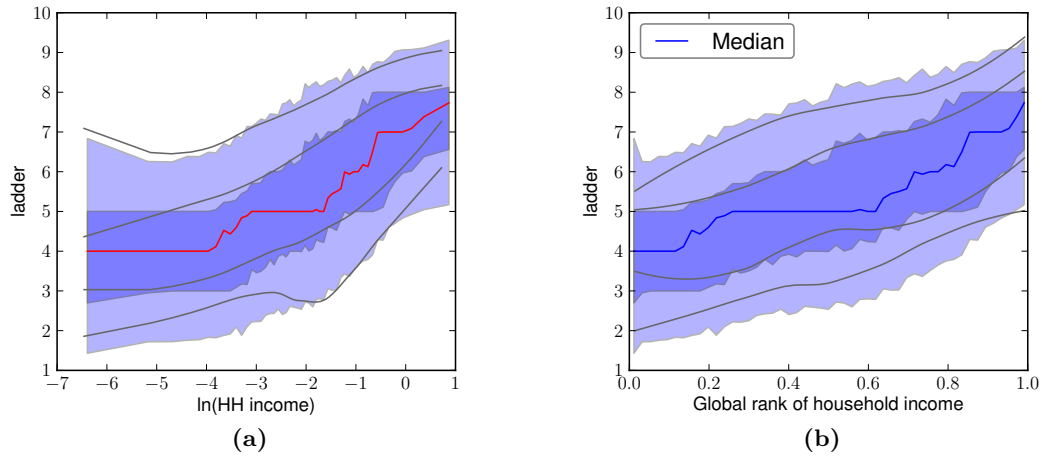 10
9
8
7
6
5
4
3
2
1
ladder
−7 −6 −5 −4 −3 −2 −1 0 1
ln(HH income)
(a)
Median
10
9
8
7
6
5
4
3
2
1
ladder
0.0 0.2 0.4 0.6 0.8 1.0
Global rank of household income
(b)